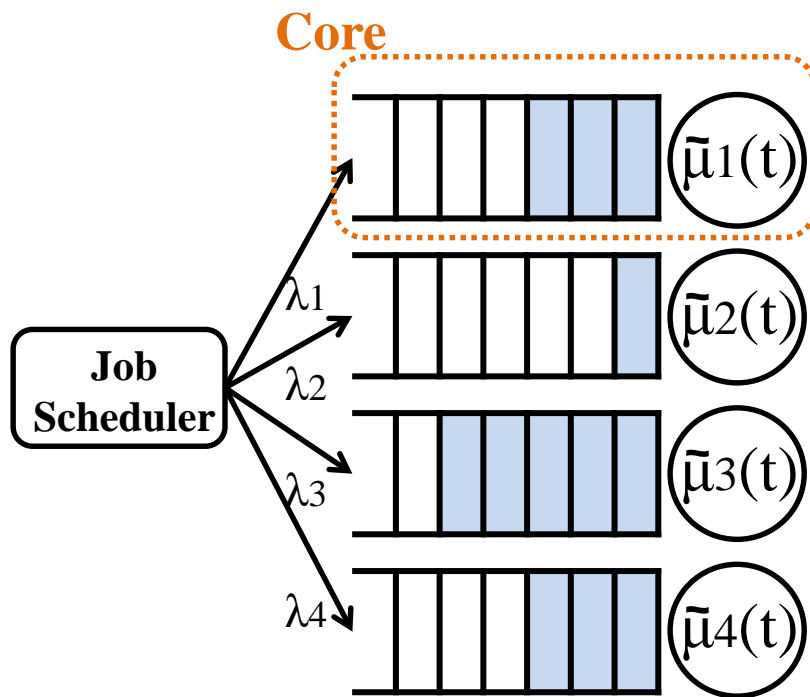 Core
μ̃1(t)
λ1
μ̃2(t)
Job
Scheduler
λ2
μ̃3(t)
λ3
λ4
μ̃4(t)